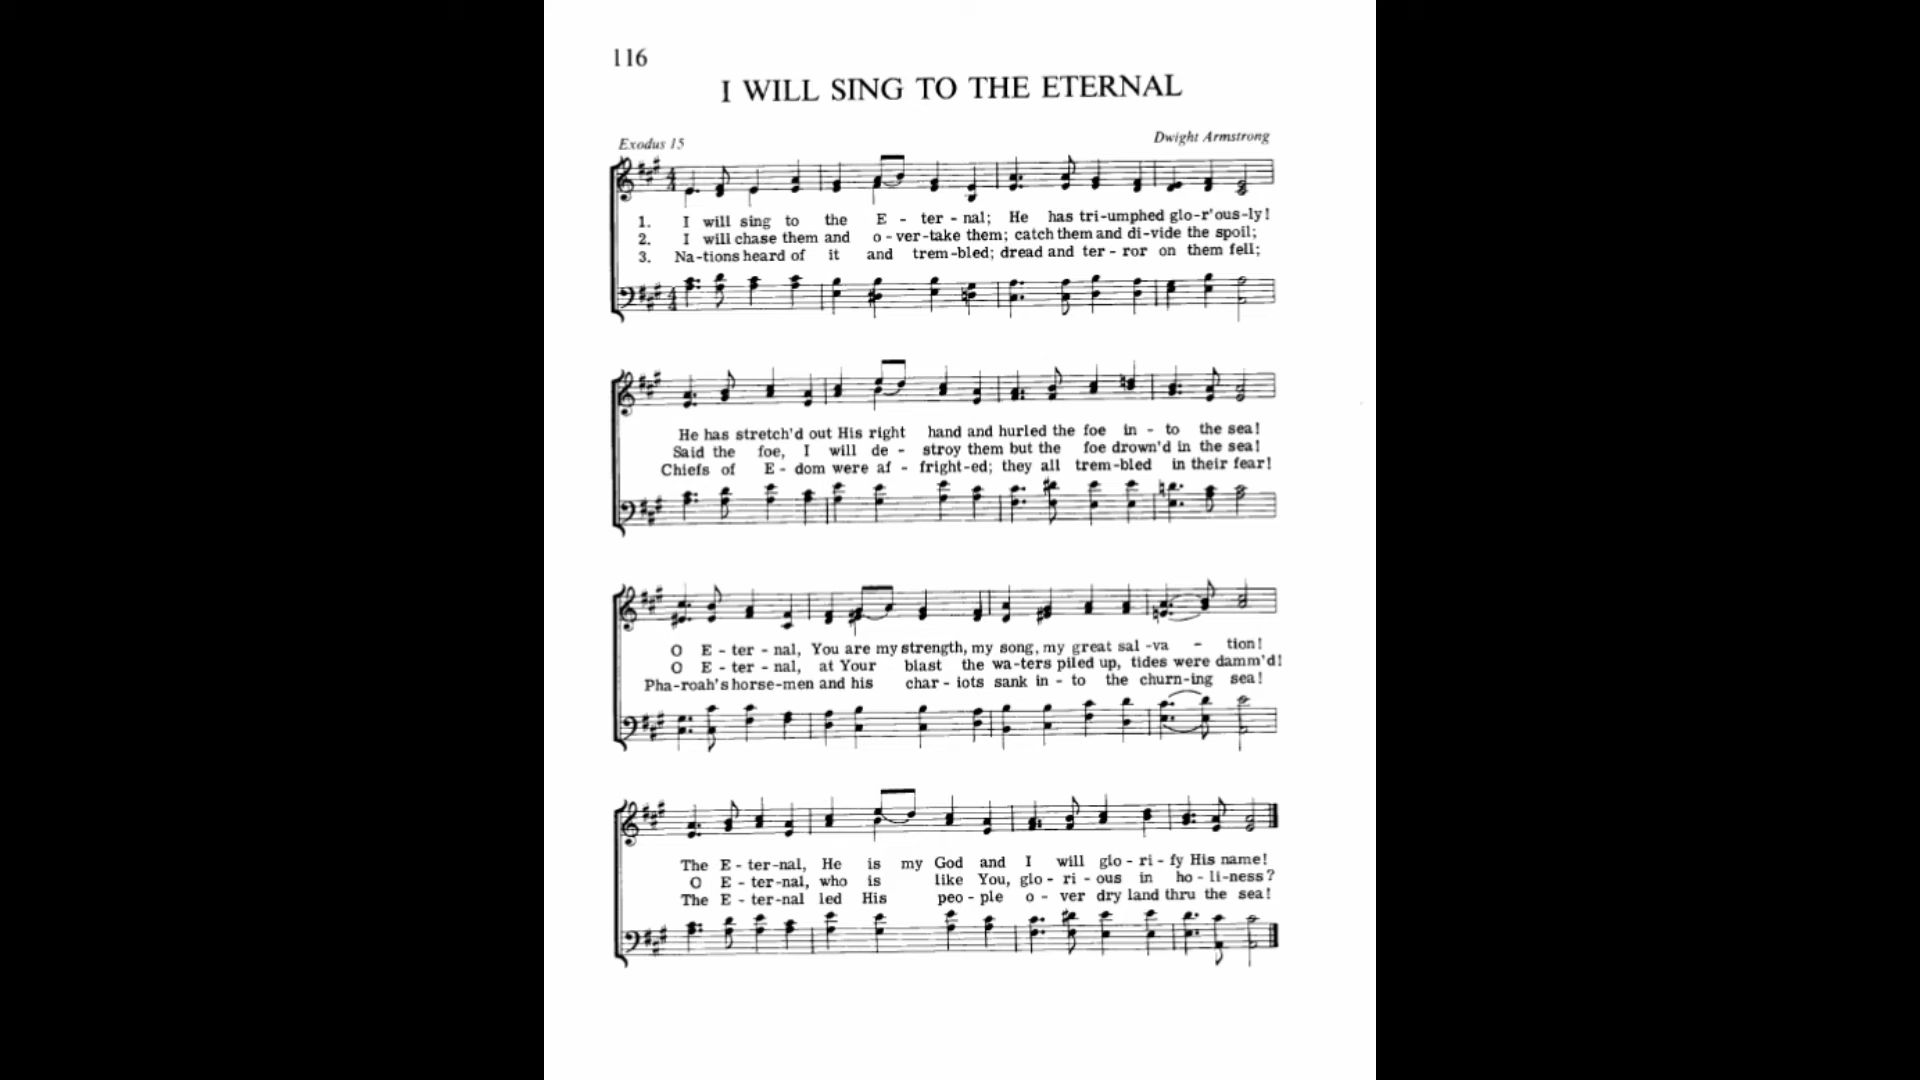 116
I WILL SING TO THE ETERNAL
Exodus 15
Dwight Armstrong
1. I will sing to the E - ter - nal; He has tri-umphed glo-r'ous-ly!
2. I will chase them and o - ver-take them; catch them and di-vide the spoil;
3. Na-tions heard of it and trem-bled; dread and ter - ror on them fell;
He has stretch'd out His right hand and hurled the foe in - to the sea!
Said the foe, I will de - stroy them but the foe drown'd in the sea!
Chiefs of E - dom were af - fright-ed; they all trem-bled in their fear!
O E - ter - nal, You are my strength, my song, my great sal -va - tion!
O E - ter - nal, at Your blast the wa-ters piled up, tides were damm'd!
Pha-roah's horse-men and his char - iots sank in - to the churn-ing sea!
The E - ter-nal, He is my God and I will glo - ri - fy His name!
O E - ter-nal, who is like You, glo - ri - ous in ho - li-ness?
The E - ter-nal led His peo - ple o - ver dry land thru the sea!